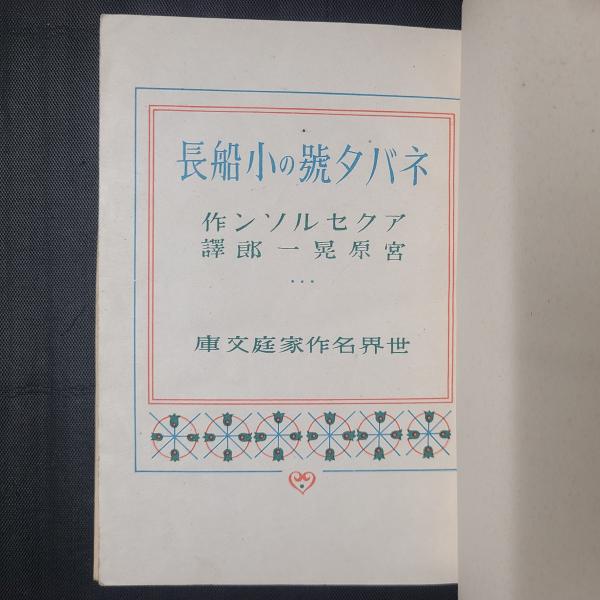 ネバタ號の小船長
アクセルソン作
宮原晃一郎譯
…
世界名作家庭文庫